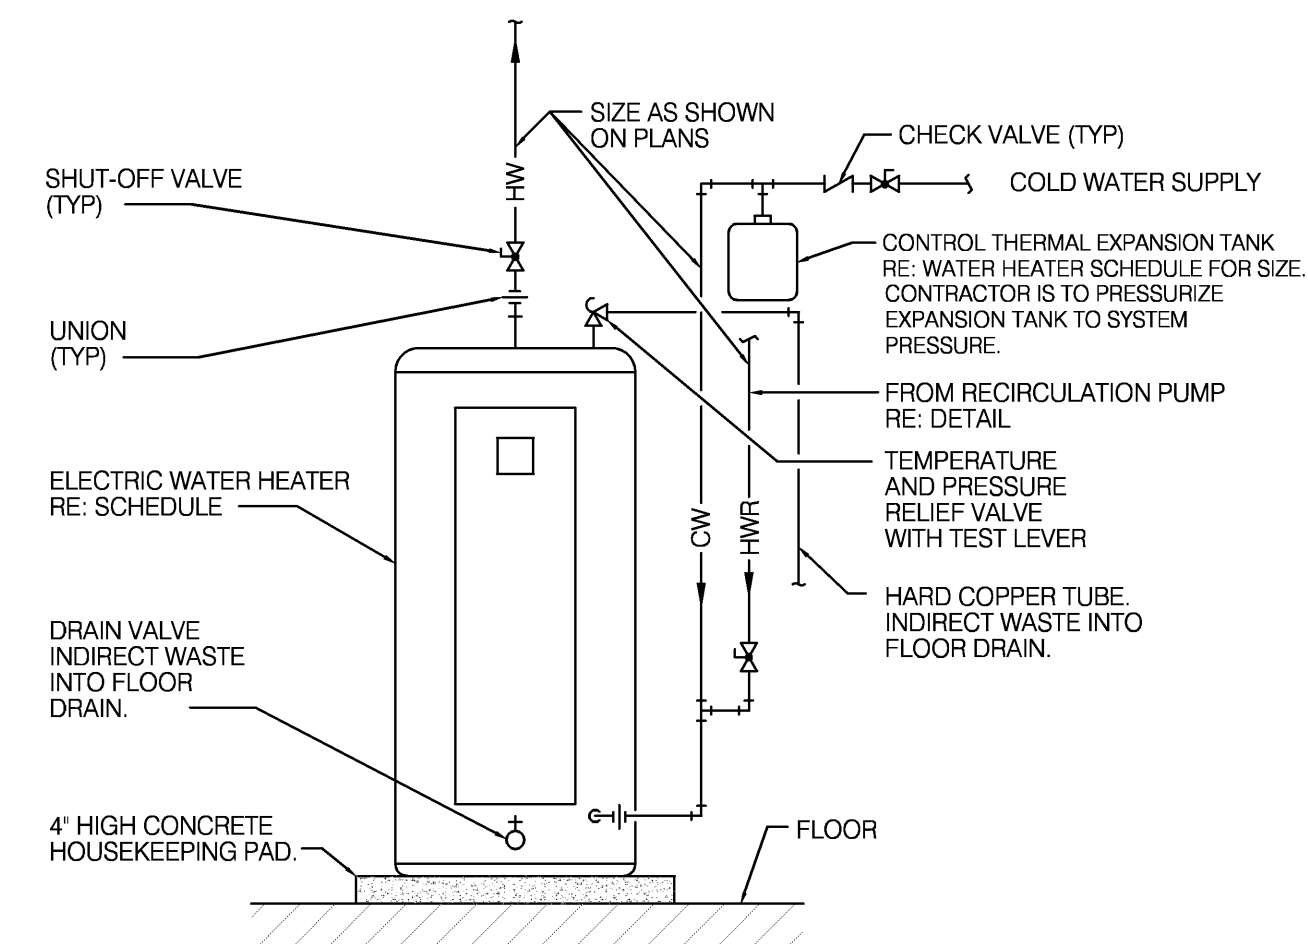 SIZE AS SHOWN
ON PLANS
CHECK VALVE (TYP)
SHUT-OFF VALVE
(TYP)
HW
COLD WATER SUPPLY
CONTROL THERMAL EXPANSION TANK
RE: WATER HEATER SCHEDULE FOR SIZE.
CONTRACTOR IS TO PRESSURIZE
EXPANSION TANK TO SYSTEM
PRESSURE.
UNION
(TYP)
FROM RECIRCULATION PUMP
RE: DETAIL
TEMPERATURE
AND PRESSURE
RELIEF VALVE
WITH TEST LEVER
ELECTRIC WATER HEATER
RE: SCHEDULE
CW
HWR
HARD COPPER TUBE.
INDIRECT WASTE INTO
FLOOR DRAIN.
DRAIN VALVE
INDIRECT WASTE
INTO FLOOR
DRAIN.
4" HIGH CONCRETE
HOUSEKEEPING PAD.
FLOOR